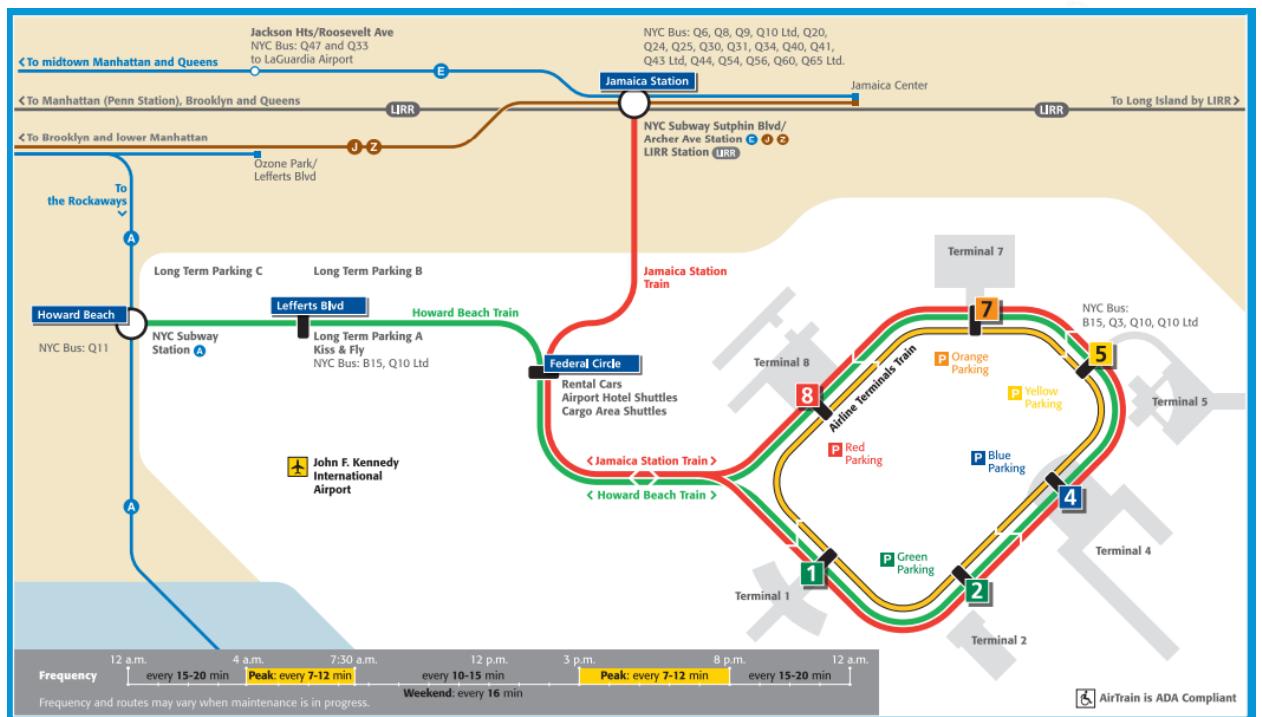 Jackson Hts/Roosevelt Ave
NYC Bus: Q47 and Q33
to LaGuardia Airport
NYC Bus: Q6, Q8, Q9, Q10 Ltd, Q20,
Q24, Q25, Q30, Q31, Q34, Q40, Q41,
Q43 Ltd, Q44, Q54, Q56, Q60, Q65 Ltd.
<To midtown Manhattan and Queens
E
Jamaica Station
Jamaica Center
<To Manhattan (Penn Station), Brooklyn and Queens
LIRR
LIRR
To Long Island by LIRR>
<To Brooklyn and lower Manhattan
J Z
NYC Subway Sutphin Blvd/
Archer Ave Station E J Z
LIRR Station LIRR
Ozone Park/
Lefferts Blvd
To
the Rockaways
A
Long Term Parking C
Long Term Parking B
Jamaica Station
Train
Terminal 7
Howard Beach
Lefferts Blvd
Howard Beach Train
7
NYC Bus:
B15, Q3, Q10, Q10 Ltd
NYC Bus: Q11
NYC Subway
Station A
Long Term Parking A
Kiss & Fly
NYC Bus: B15, Q10 Ltd
Federal Circle
Rental Cars
Airport Hotel Shuttles
Cargo Area Shuttles
Terminal 8
8
Airline Terminals Train
P Orange
Parking
5
P Yellow
Parking
Terminal 5
P Red
Parking
P Blue
Parking
John F. Kennedy
International
Airport
< Jamaica Station Train >
< Howard Beach Train >
4
A
Terminal 4
P Green
Parking
1
2
Terminal 1
Terminal 2
12 a.m. 4 a.m. 7:30 a.m. 12 p.m. 3 p.m. 8 p.m. 12 a.m.
Frequency every 15-20 min Peak: every 7-12 min every 10-15 min Peak: every 7-12 min every 15-20 min
Weekend: every 16 min
Frequency and routes may vary when maintenance is in progress.
AirTrain is ADA Compliant